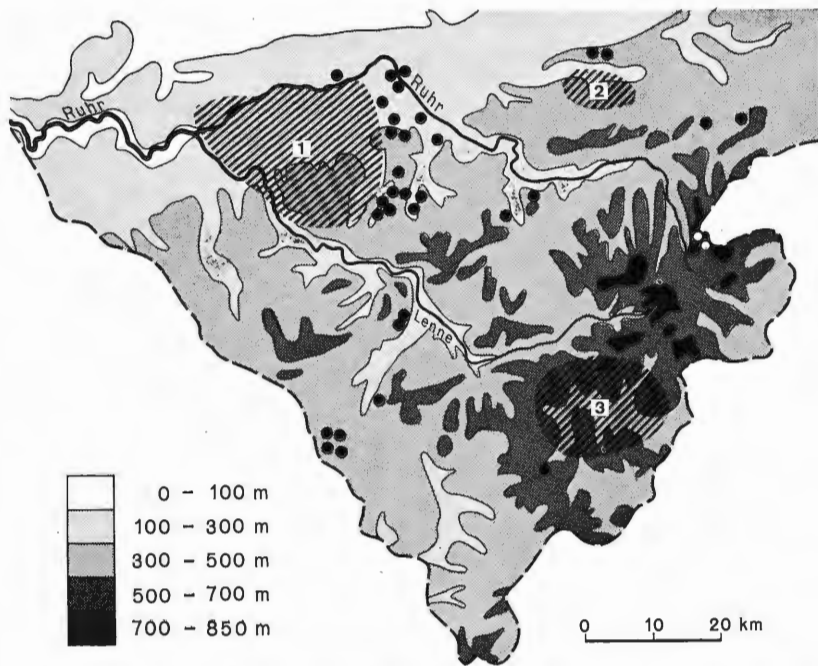 Ruhr
Ruhr
1
2
Lenne
3
0 – 100 m
100 – 300 m
300 – 500 m
500 – 700 m
700 – 850 m
0 10 20 km